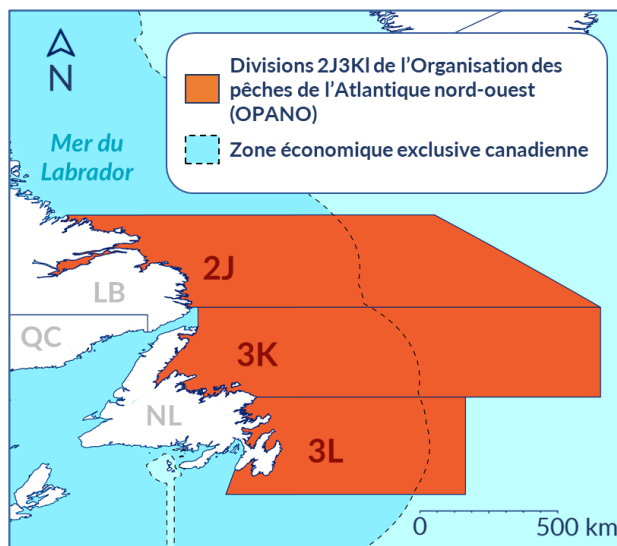 N
Divisions 2J3Kl de l’Organisation des
pêches de l’Atlantique nord-ouest
(OPANO)
Zone économique exclusive canadienne
Mer du
Labrador
2J
LB
QC
3K
NL
3L
0 500 km